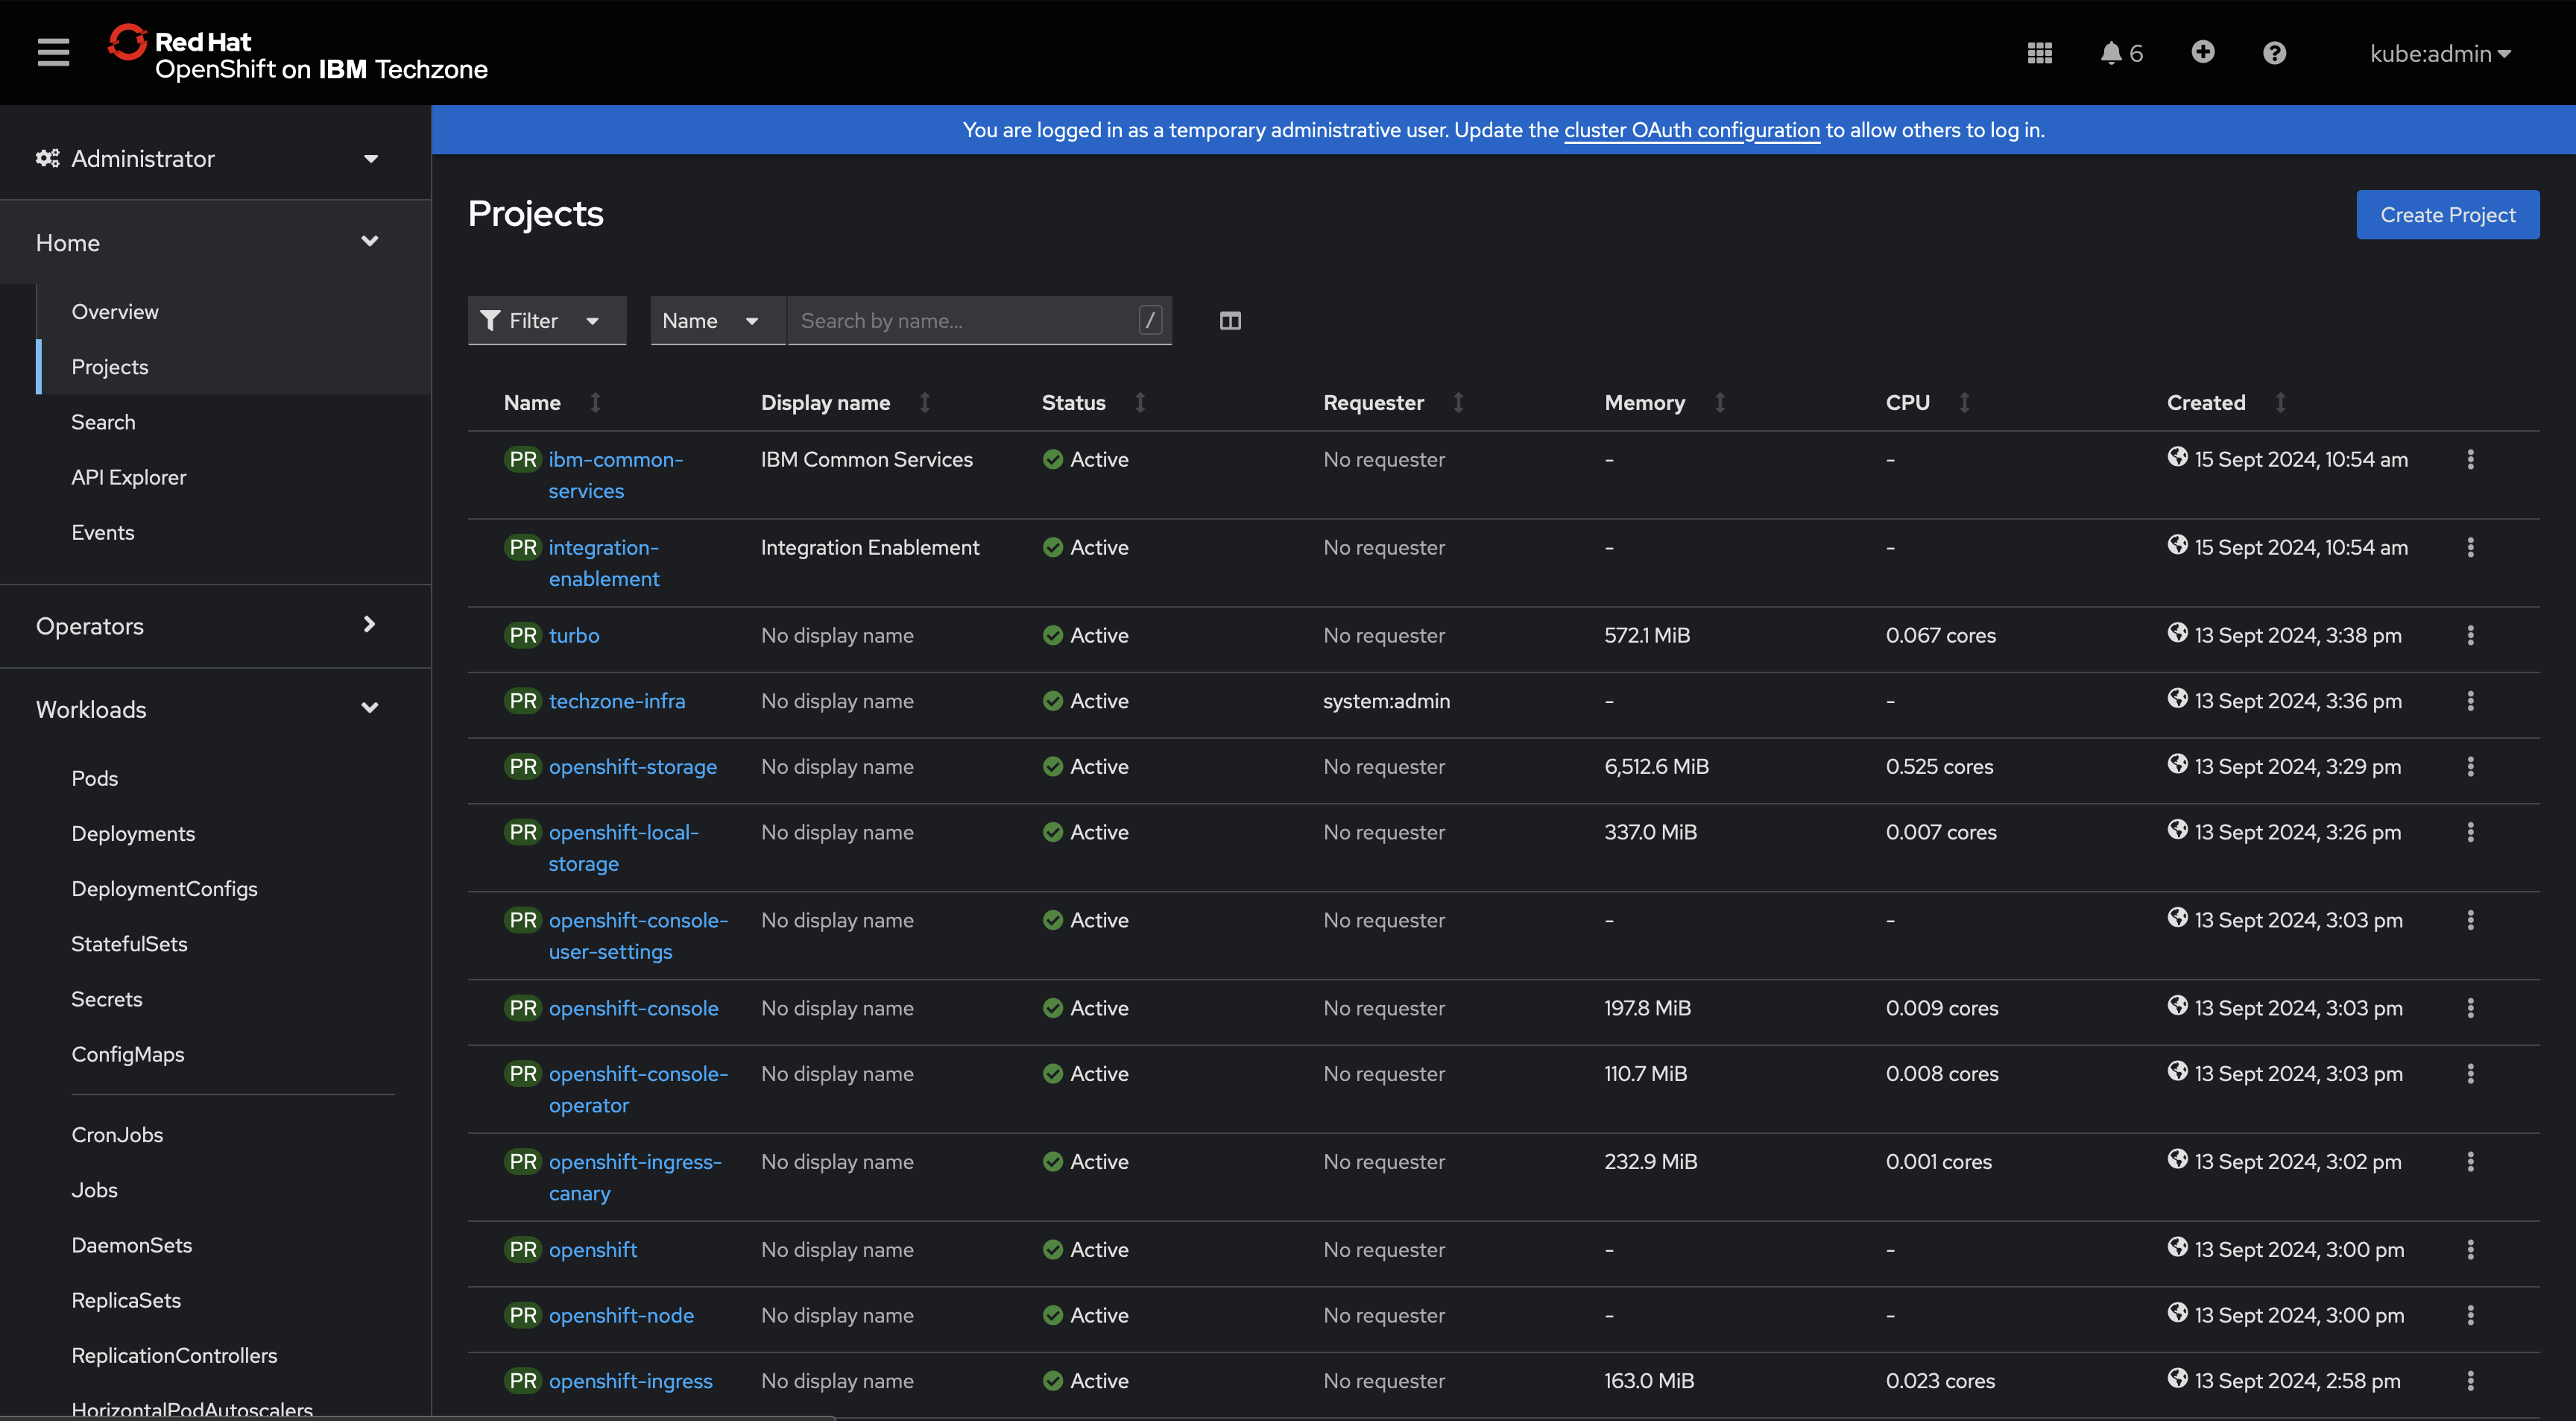 Red Hat
OpenShift on IBM Techzone
6
kube:admin
You are logged in as a temporary administrative user. Update the cluster OAuth configuration to allow others to log in.
Administrator
Home
Overview
Projects
Search
API Explorer
Events
Operators
Workloads
Pods
Deployments
DeploymentConfigs
StatefulSets
Secrets
ConfigMaps
CronJobs
Jobs
DaemonSets
ReplicaSets
ReplicationControllers
HorizontalPodAutoscalers
Projects
Create Project
Filter Name Search by name... /
Name Display name Status Requester Memory CPU Created
PR ibm-common- IBM Common Services Active No requester - - 15 Sept 2024, 10:54 am
services
PR integration- Integration Enablement Active No requester - - 15 Sept 2024, 10:54 am
enablement
PR turbo No display name Active No requester 572.1 MiB 0.067 cores 13 Sept 2024, 3:38 pm
PR techzone-infra No display name Active system:admin - - 13 Sept 2024, 3:36 pm
PR openshift-storage No display name Active No requester 6,512.6 MiB 0.525 cores 13 Sept 2024, 3:29 pm
PR openshift-local- No display name Active No requester 337.0 MiB 0.007 cores 13 Sept 2024, 3:26 pm
storage
PR openshift-console- No display name Active No requester - - 13 Sept 2024, 3:03 pm
user-settings
PR openshift-console No display name Active No requester 197.8 MiB 0.009 cores 13 Sept 2024, 3:03 pm
PR openshift-console- No display name Active No requester 110.7 MiB 0.008 cores 13 Sept 2024, 3:03 pm
operator
PR openshift-ingress- No display name Active No requester 232.9 MiB 0.001 cores 13 Sept 2024, 3:02 pm
canary
PR openshift No display name Active No requester - - 13 Sept 2024, 3:00 pm
PR openshift-node No display name Active No requester - - 13 Sept 2024, 3:00 pm
PR openshift-ingress No display name Active No requester 163.0 MiB 0.023 cores 13 Sept 2024, 2:58 pm